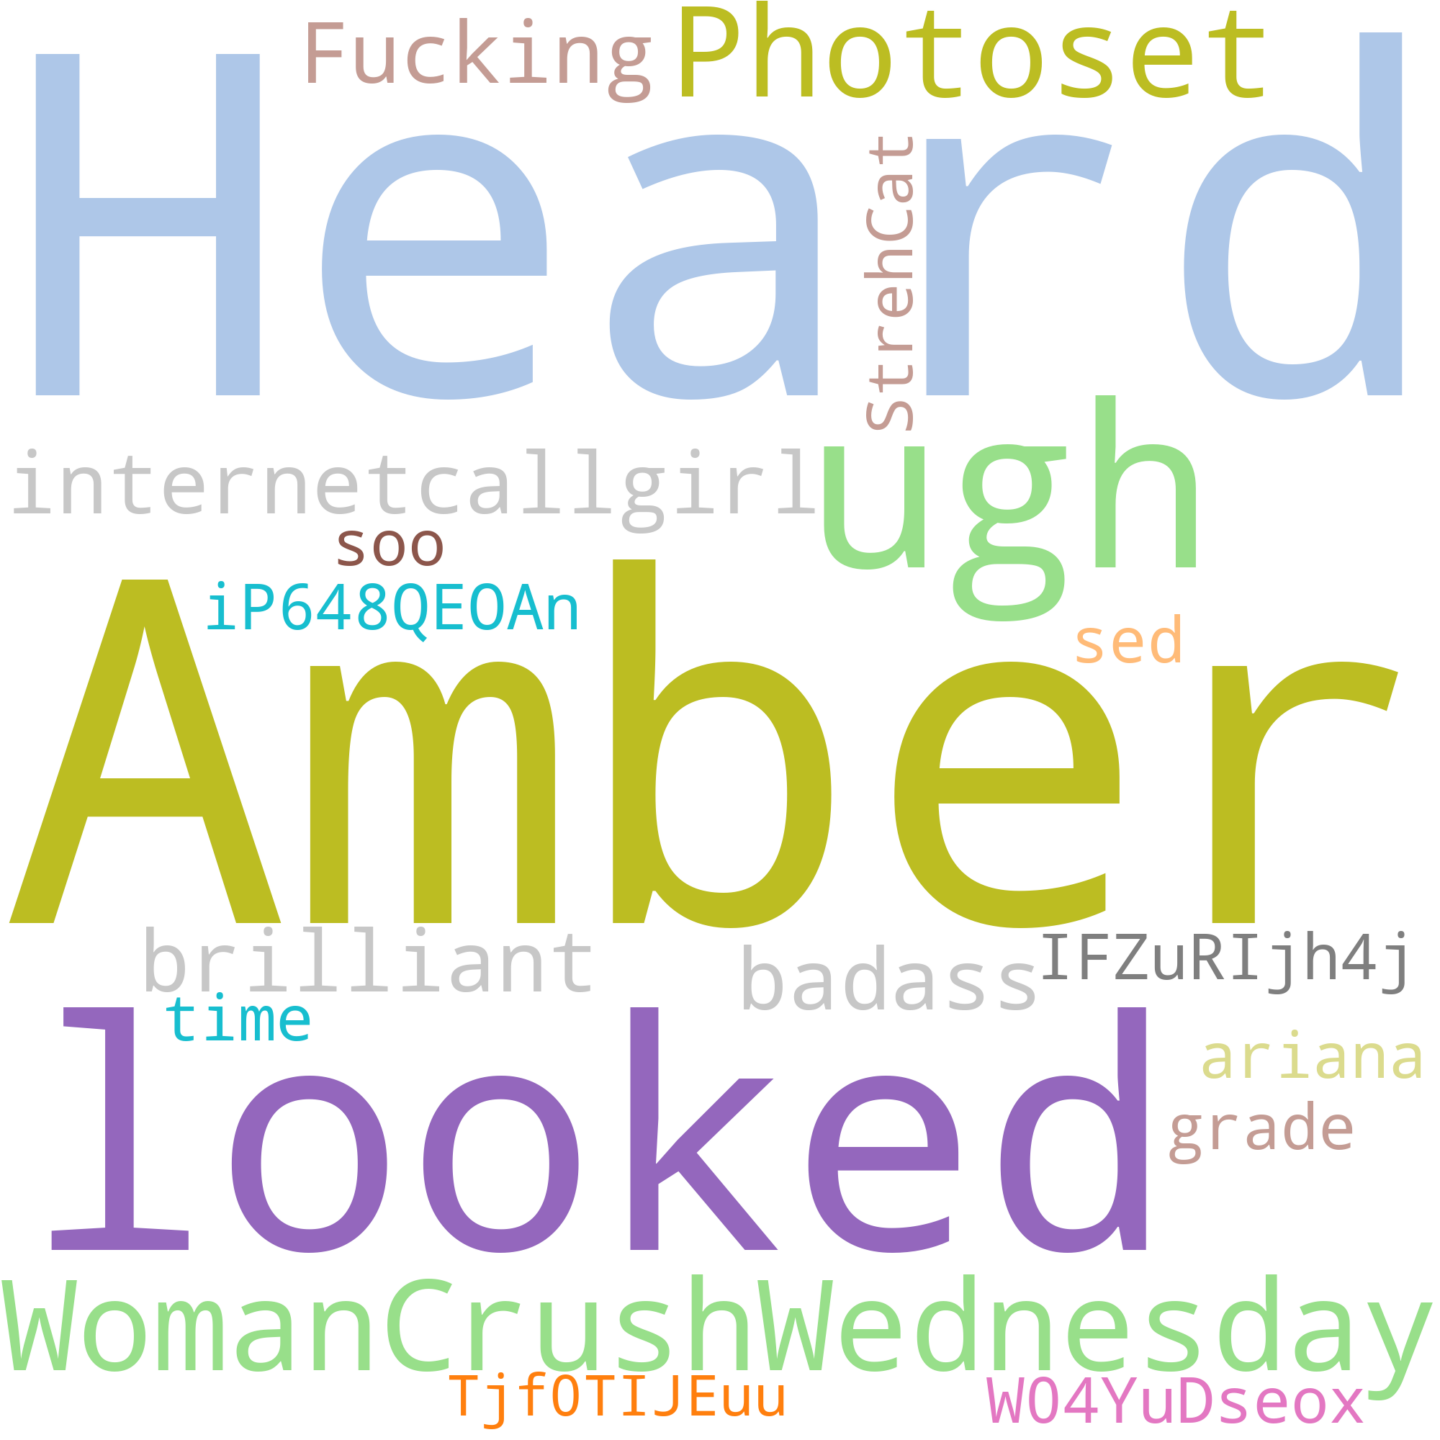 Fucking
Photoset
Heard
StrehCat
internetcallgirl
ugh
soo
iP648QEOAn
sed
Amber
brilliant
badass
IFZuRIjh4j
time
looked
ariana
grade
WomanCrushWednesday
Tjf0TIJEuu
W04YuDseox